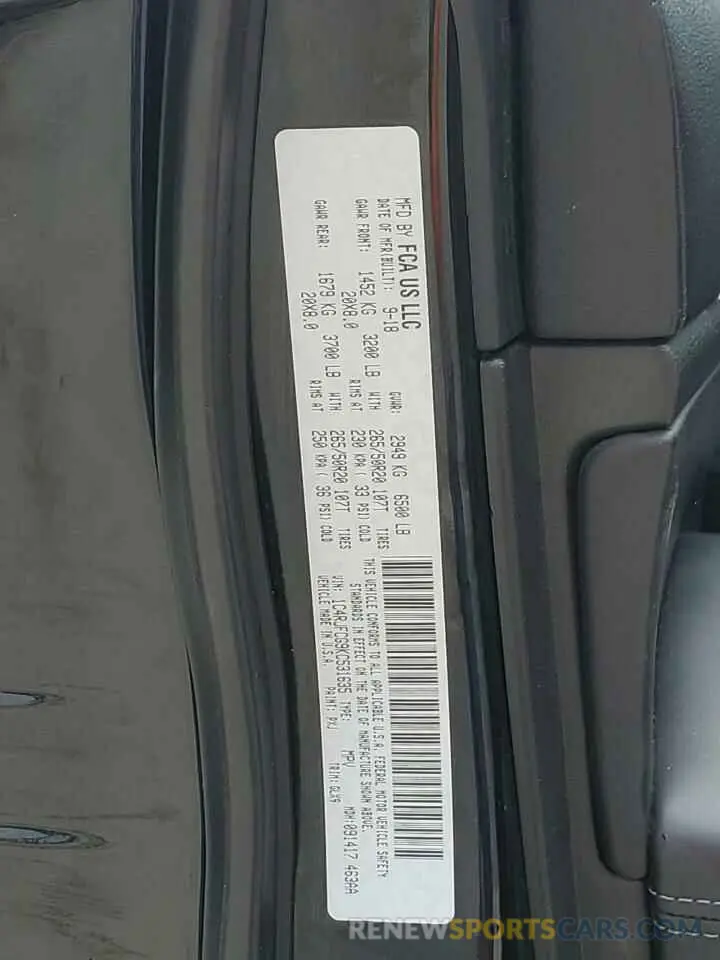 MFD BY FCA US LLC
DATE OF MFR(BUILT): 9-18 GVWR: 2949 KG 6500 LB
GAWR FRONT: 1452 KG 3200 LB WITH 265/50R20 107T TIRES
20X8.0 RIMS AT 230 KPA ( 33 PSI) COLD
GAWR REAR: 1679 KG 3700 LB WITH 265/50R20 107T TIRES
20X8.0 RIMS AT 250 KPA ( 36 PSI) COLD
THIS VEHICLE CONFORMS TO ALL APPLICABLE U.S.A. FEDERAL MOTOR VEHICLE SAFETY
STANDARDS IN EFFECT ON THE DATE OF MANUFACTURE SHOWN ABOVE.
VIN: 1C4RJFCG9KC531635 TYPE: MPV MDH:091417 463AA
VEHICLE MADE IN U.S.A. PAINT: PXJ TRIM: GLX9
RENEWSPORTSCARS.COM